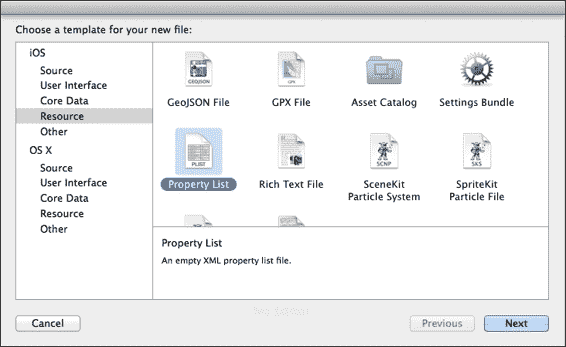 Choose a template for your new file:
iOS
Source
User Interface
Core Data
Resource
Other
OS X
Source
User Interface
Core Data
Resource
Other
GEOJSON
GPX
GeoJSON File
GPX File
Asset Catalog
Settings Bundle
PLIST
SCNP
SKS
Property List
Rich Text File
SceneKit
Particle System
SpriteKit
Particle File
Property List
An empty XML property list file.
Cancel
Previous
Next